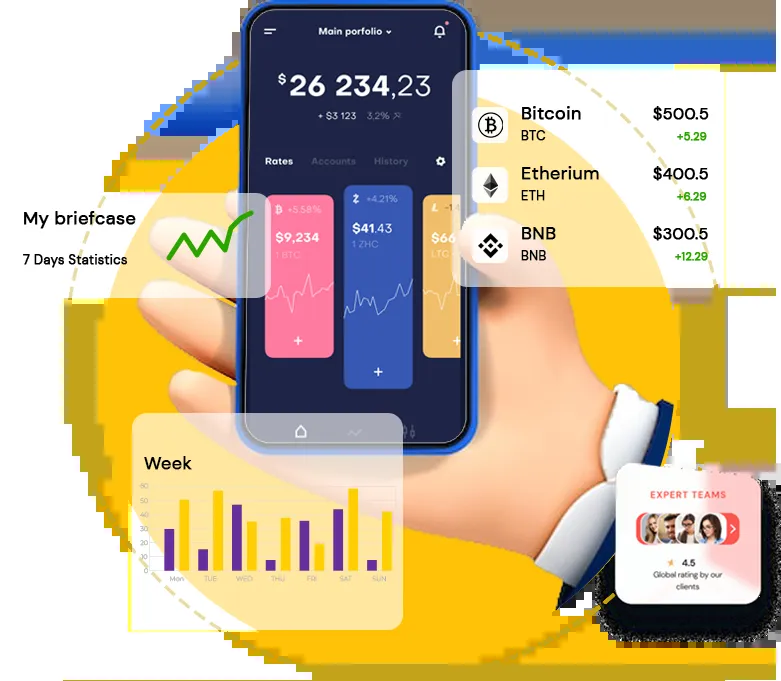 Main porfolio
$26 234,23
+ $3 123 3,2%
Rates Accounts History
+5.58%
$9,234
1 BTC
+4.21%
$41.43
1 ZHC
-1.4
$66
LTC
Bitcoin $500.5
BTC +5.29
Etherium $400.5
ETH +6.29
BNB $300.5
BNB +12.29
My briefcase
7 Days Statistics
Week
60
50
40
30
20
10
0
Mon TUE WED THU FRI SAT SUN
EXPERT TEAMS
4.5
Global rating by our
clients